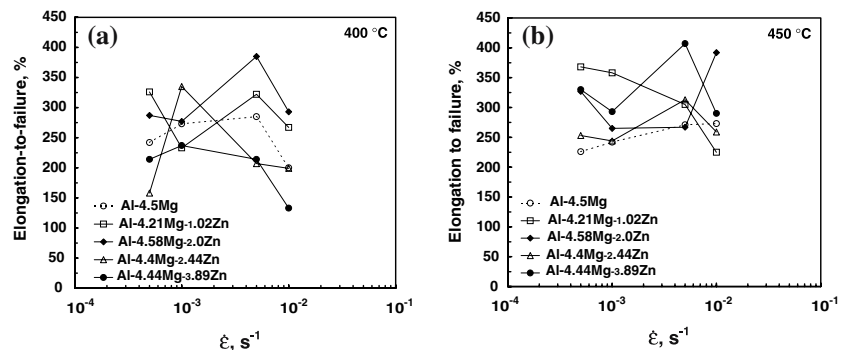 (a)
400 °C
Elongation-to-failure, %
450
400
350
300
250
200
150
100
50
0
Al-4.5Mg
Al-4.21Mg-1.02Zn
Al-4.58Mg-2.0Zn
Al-4.4Mg-2.44Zn
Al-4.44Mg-3.89Zn
10-4
10-3
10-2
10-1
ε̇, s-1
(b)
450 °C
Elongation to failure, %
450
400
350
300
250
200
150
100
50
0
Al-4.5Mg
Al-4.21Mg-1.02Zn
Al-4.58Mg-2.0Zn
Al-4.4Mg-2.44Zn
Al-4.44Mg-3.89Zn
10-4
10-3
10-2
10-1
ε̇, s-1